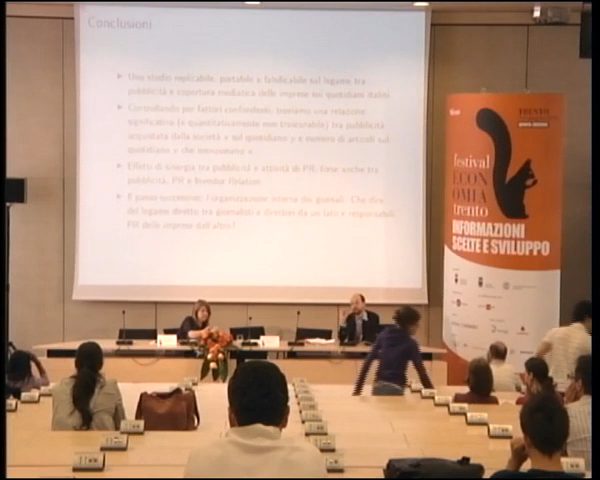 Conclusioni
Uno studio replicabile, portabile e falsificabile sul legame tra
pubblicità e copertura mediatica delle imprese sui quotidiani italiani
Controllando per fattori confondenti, troviamo una relazione
significativa (e quantitativamente non trascurabile) tra pubblicità
acquistata dalla società x sul quotidiano y e numero di articoli sul
quotidiano y che menzionano x
Effetti di sinergia tra pubblicità e attività di PR, forse anche tra
pubblicità, PR e Investor Relation
Il passo successivo: l'organizzazione interna dei giornali. Che dire
del legame diretto tra giornalisti e direttori da un lato e responsabili
PR delle imprese dall'altro?
TRENTO
festival
ECON
OMIA
trento
INFORMAZIONI
SCELTE E SVILUPPO